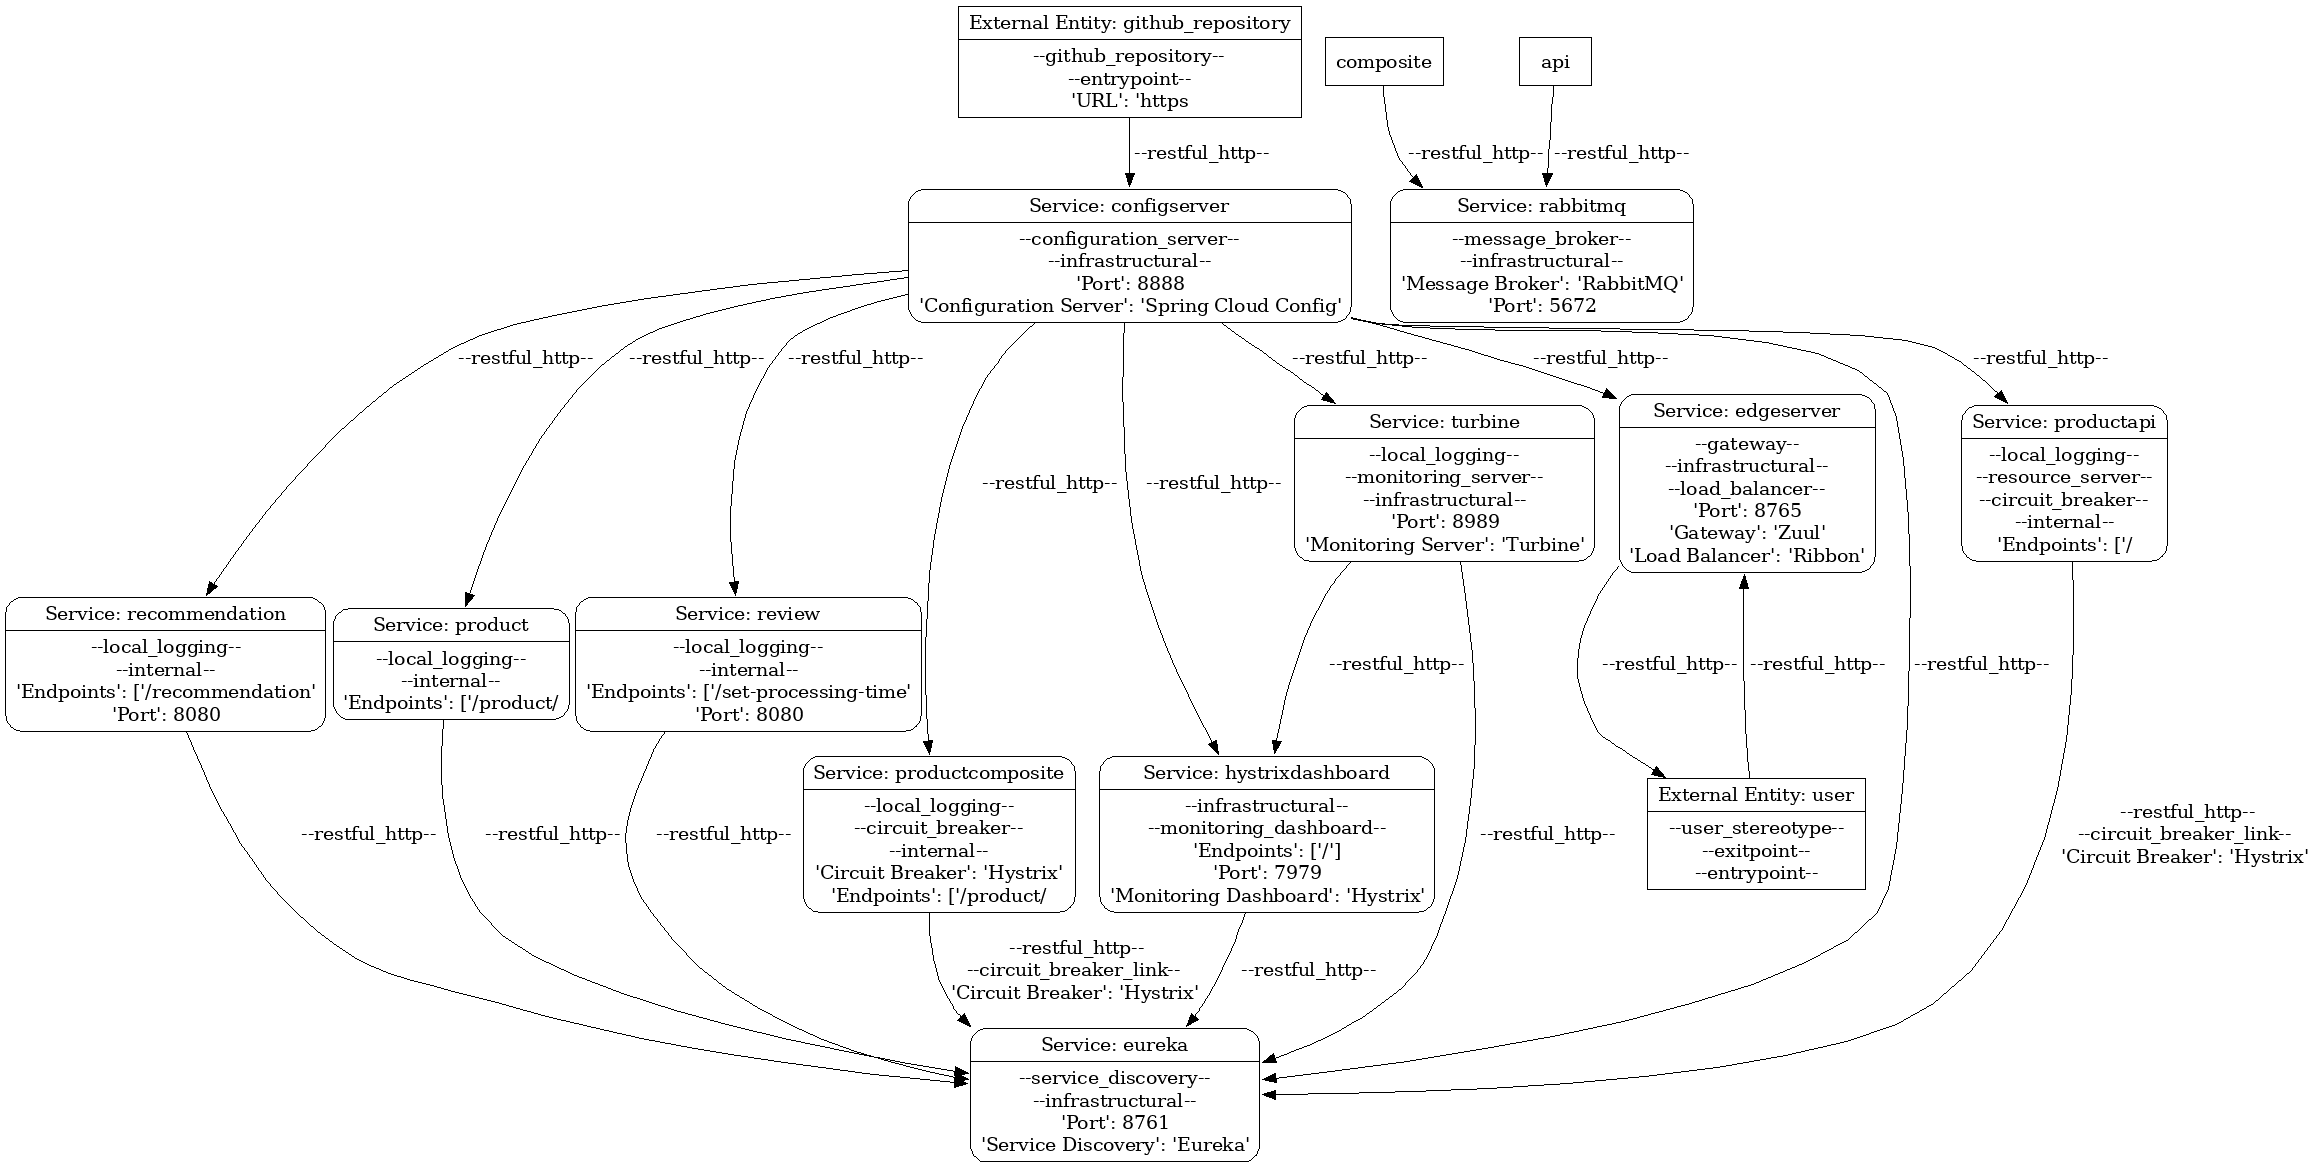 External Entity: github_repository
--github_repository--
--entrypoint--
'URL': 'https
composite
api
--restful_http--
--restful_http--
--restful_http--
Service: configserver
--configuration_server--
--infrastructural--
'Port': 8888
'Configuration Server': 'Spring Cloud Config'
Service: rabbitmq
--message_broker--
--infrastructural--
'Message Broker': 'RabbitMQ'
'Port': 5672
--restful_http--
--restful_http--
--restful_http--
--restful_http--
--restful_http--
--restful_http--
--restful_http--
--restful_http--
Service: turbine
--local_logging--
--monitoring_server--
--infrastructural--
'Port': 8989
'Monitoring Server': 'Turbine'
Service: edgeserver
--gateway--
--infrastructural--
--load_balancer--
'Port': 8765
'Gateway': 'Zuul'
'Load Balancer': 'Ribbon'
Service: productapi
--local_logging--
--resource_server--
--circuit_breaker--
--internal--
'Endpoints': ['/
Service: recommendation
--local_logging--
--internal--
'Endpoints': ['/recommendation'
'Port': 8080
Service: product
--local_logging--
--internal--
'Endpoints': ['/product/
Service: review
--local_logging--
--internal--
'Endpoints': ['/set-processing-time'
'Port': 8080
--restful_http--
--restful_http--
--restful_http--
--restful_http--
Service: productcomposite
--local_logging--
--circuit_breaker--
--internal--
'Circuit Breaker': 'Hystrix'
'Endpoints': ['/product/
Service: hystrixdashboard
--infrastructural--
--monitoring_dashboard--
'Endpoints': ['/']
'Port': 7979
'Monitoring Dashboard': 'Hystrix'
External Entity: user
--user_stereotype--
--exitpoint--
--entrypoint--
--restful_http--
--restful_http--
--restful_http--
--restful_http--
--restful_http--
--circuit_breaker_link--
'Circuit Breaker': 'Hystrix'
--restful_http--
--circuit_breaker_link--
'Circuit Breaker': 'Hystrix'
--restful_http--
Service: eureka
--service_discovery--
--infrastructural--
'Port': 8761
'Service Discovery': 'Eureka'